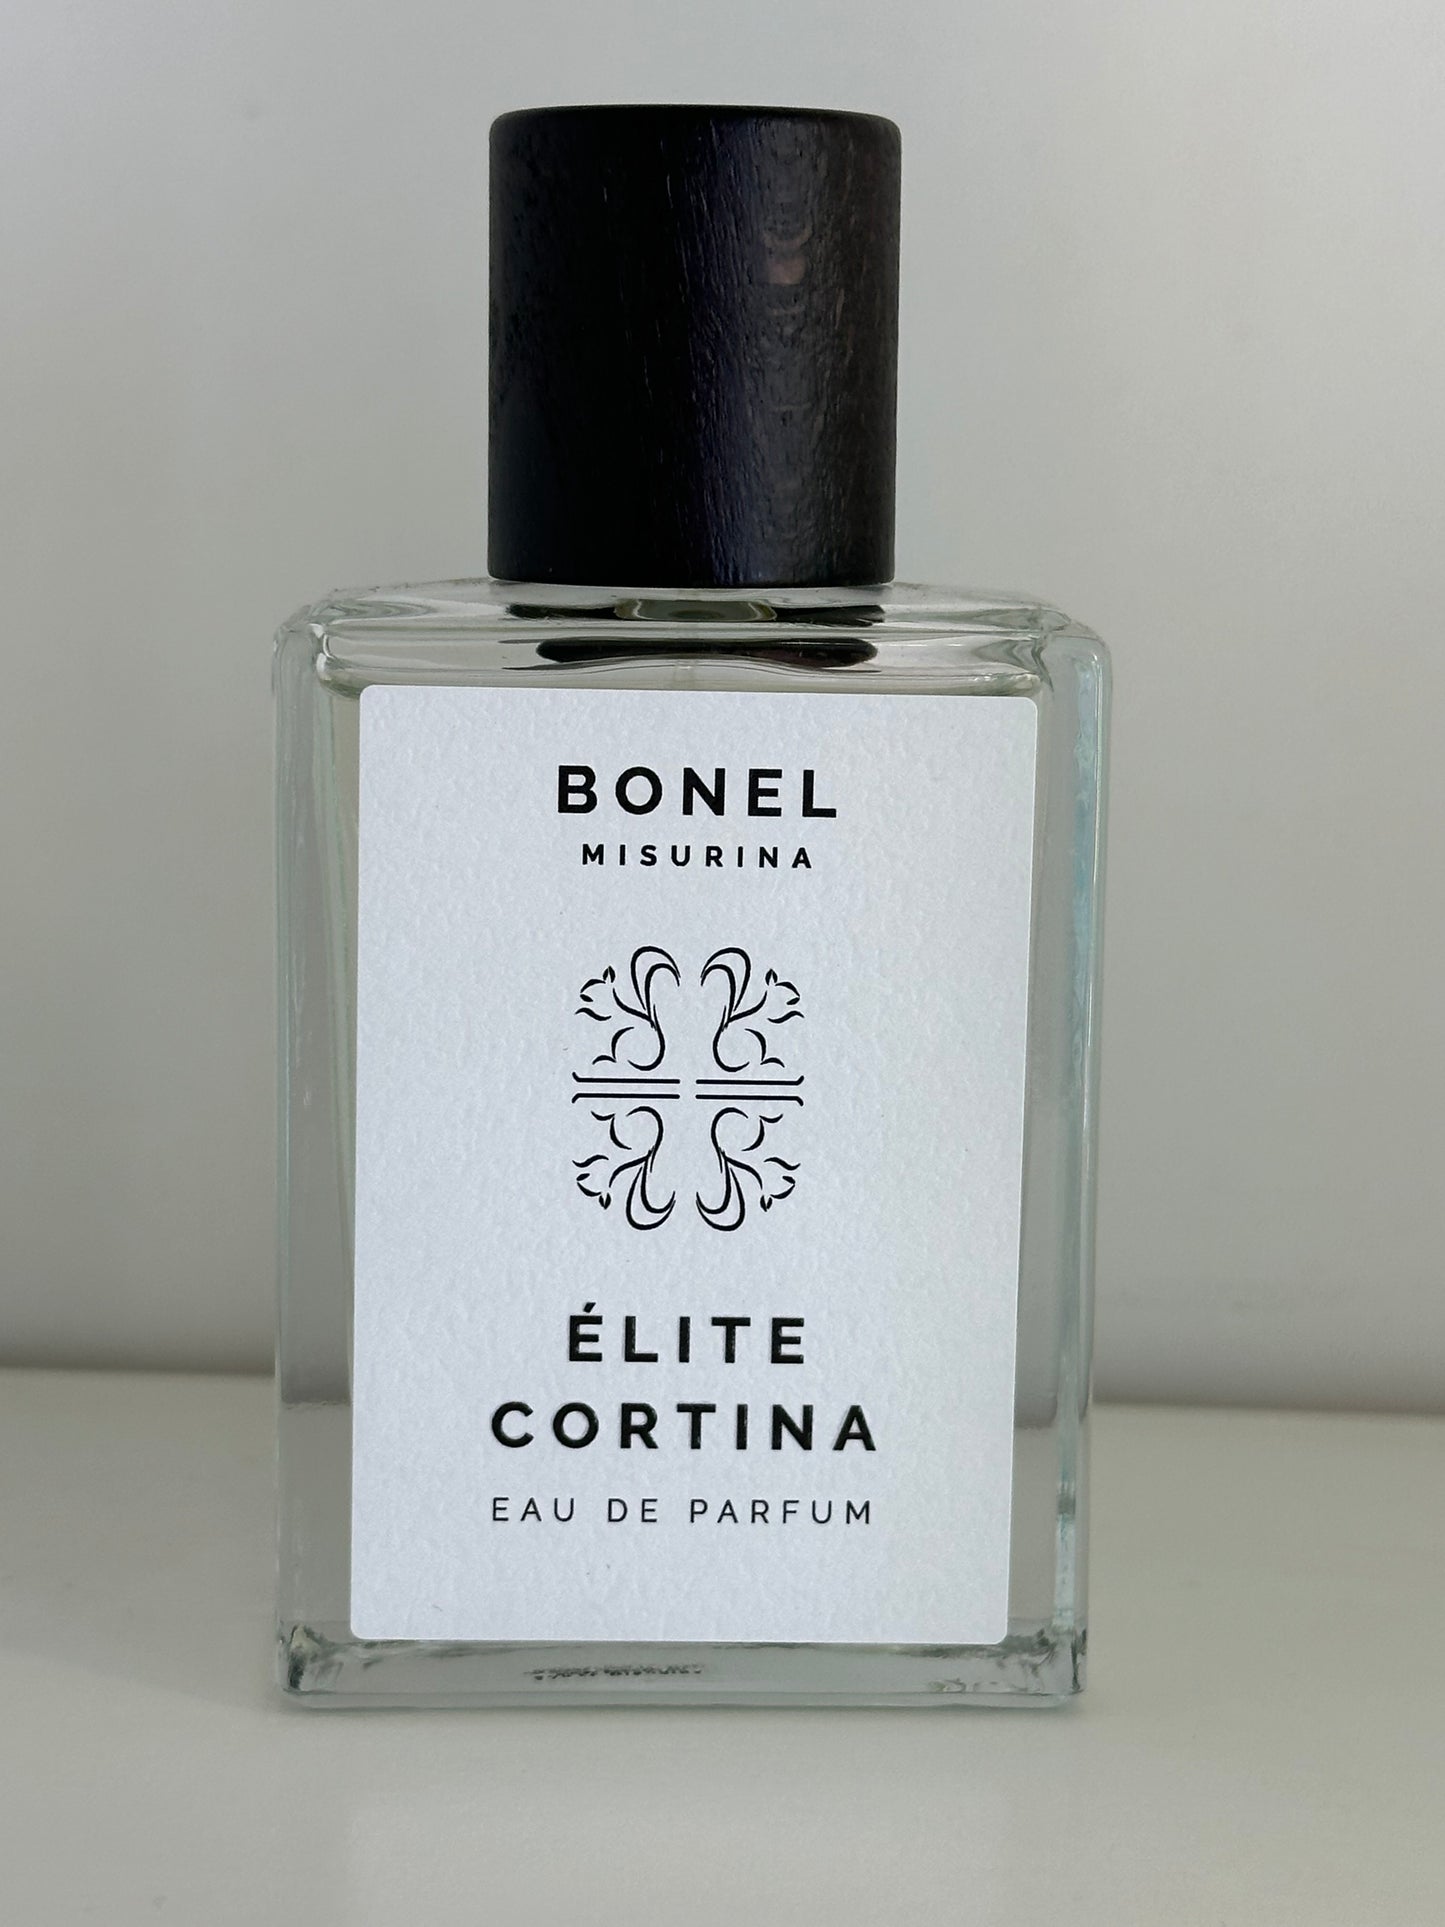 BONEL
MISURINA
ÉLITE
CORTINA
EAU DE PARFUM